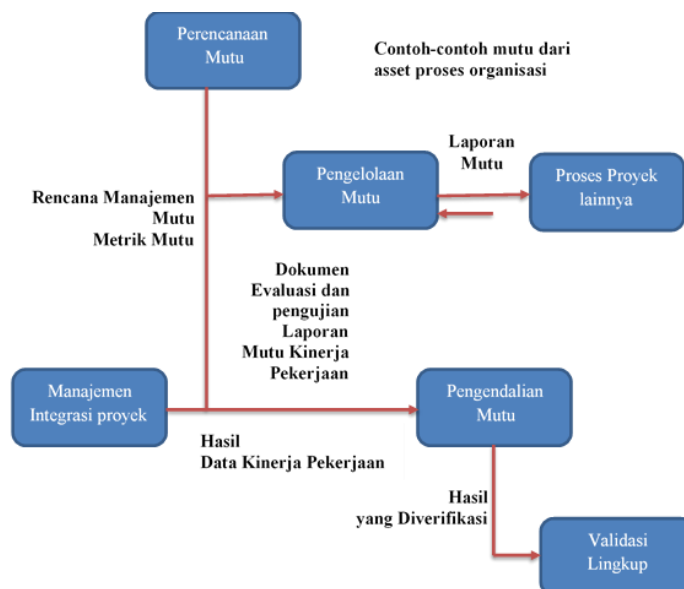 Perencanaan
Mutu
Contoh-contoh mutu dari
asset proses organisasi
Laporan
Mutu
Pengelolaan
Mutu
Proses Proyek
lainnya
Rencana Manajemen
Mutu
Metrik Mutu
Dokumen
Evaluasi dan
pengujian
Laporan
Mutu Kinerja
Pekerjaan
Manajemen
Integrasi proyek
Pengendalian
Mutu
Hasil
Data Kinerja Pekerjaan
Hasil
yang Diverifikasi
Validasi
Lingkup